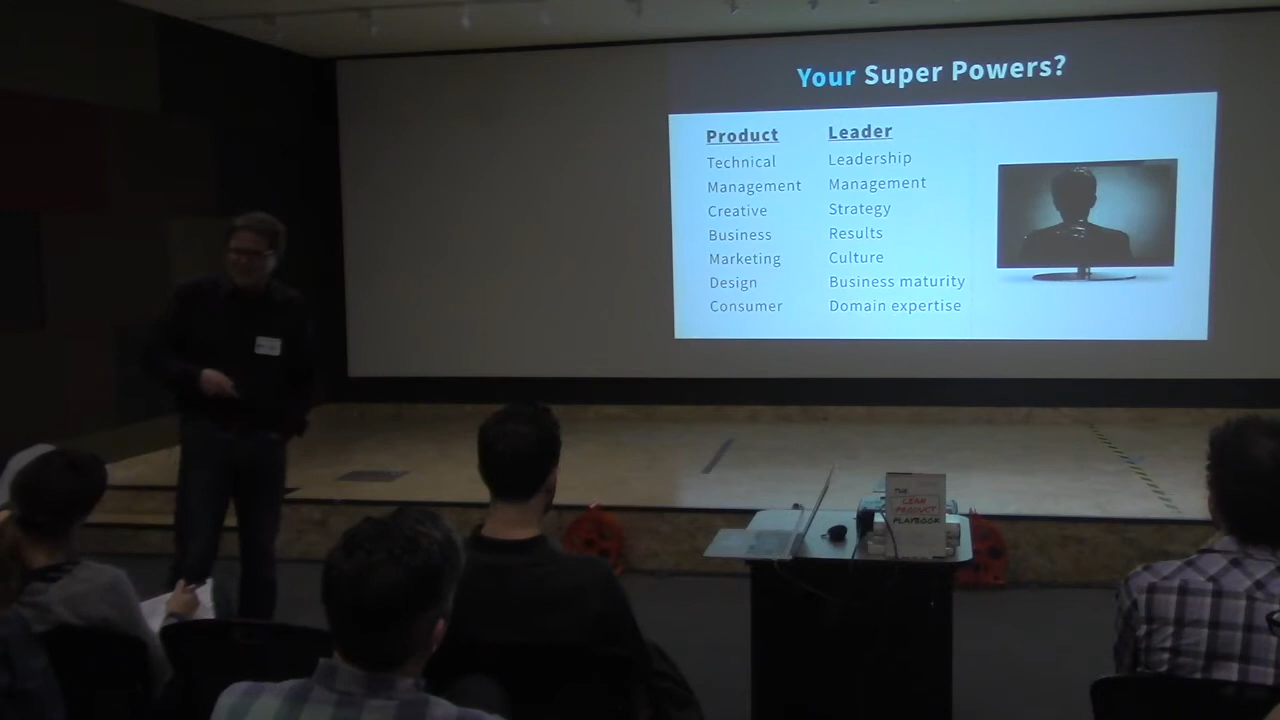 Your Super Powers?
Product
Technical
Management
Creative
Business
Marketing
Design
Consumer
Leader
Leadership
Management
Strategy
Results
Culture
Business maturity
Domain expertise
THE
LEAN
PRODUCT
PLAYBOOK